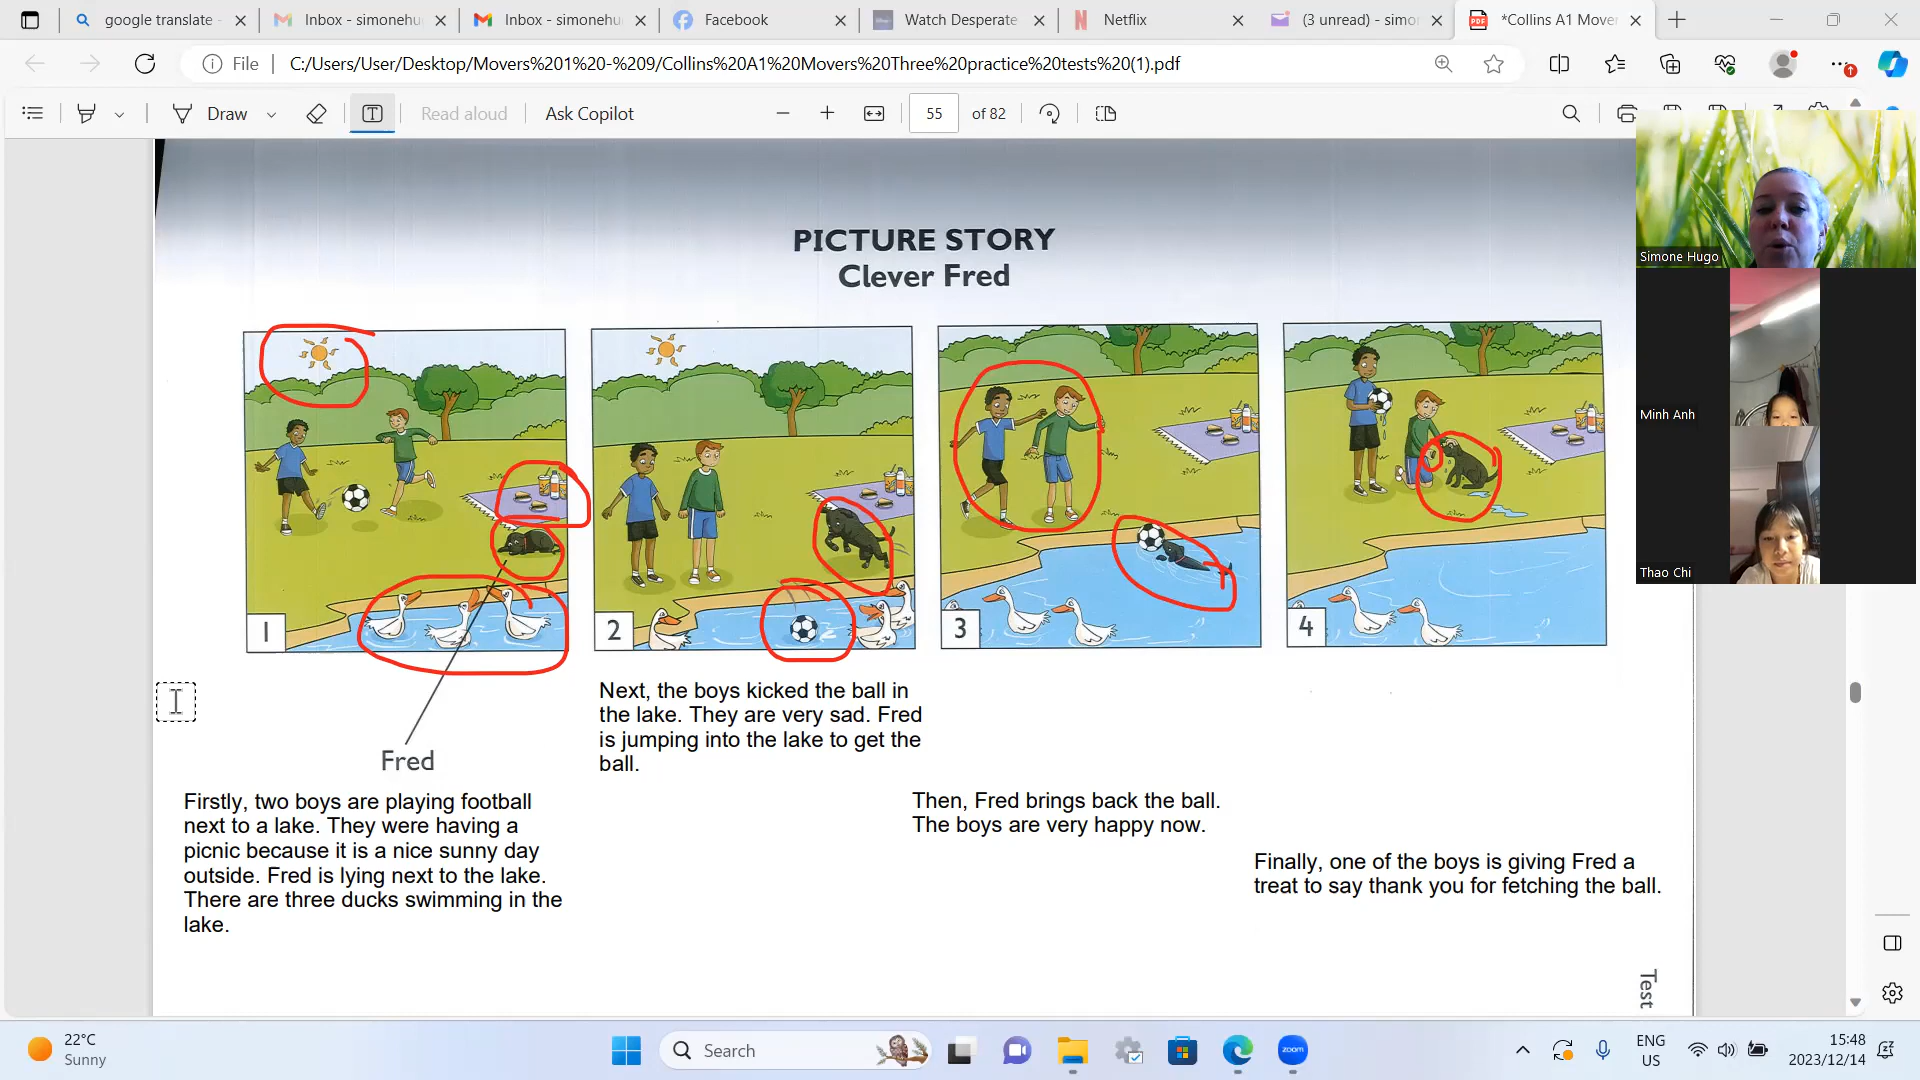 google translate -
Inbox - simonehu
Inbox - simonehu
Facebook
Watch Desperate
Netflix
(3 unread) - simo
*Collins A1 Mover
File
C:/Users/User/Desktop/Movers%201%20-%209/Collins%20A1%20Movers%20Three%20practice%20tests%20(1).pdf
Draw
Read aloud
Ask Copilot
55
of 82
PICTURE STORY
Clever Fred
Simone Hugo
Minh Anh
Thao Chi
1
2
3
4
Fred
Firstly, two boys are playing football
next to a lake. They were having a
picnic because it is a nice sunny day
outside. Fred is lying next to the lake.
There are three ducks swimming in the
lake.
Next, the boys kicked the ball in
the lake. They are very sad. Fred
is jumping into the lake to get the
ball.
Then, Fred brings back the ball.
The boys are very happy now.
Finally, one of the boys is giving Fred a
treat to say thank you for fetching the ball.
Test
22°C
Sunny
Search
zoom
ENG
US
15:48
2023/12/14